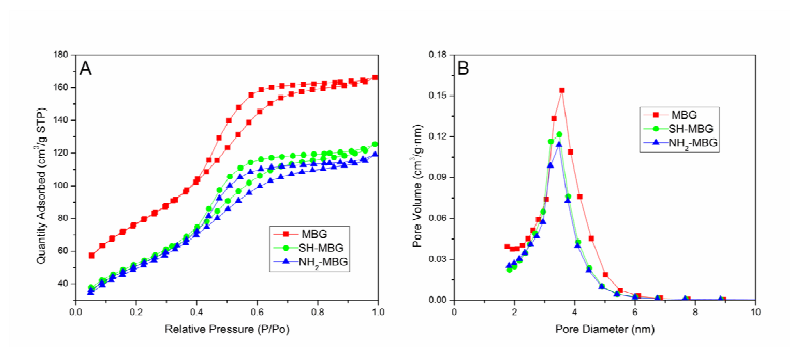 A
180
160
140
120
100
80
60
40
0.0 0.2 0.4 0.6 0.8 1.0
Quantity Adsorbed (cm³/g STP)
Relative Pressure (P/Po)
MBG
SH-MBG
NH₂-MBG
B
0.18
0.15
0.12
0.09
0.06
0.03
0.00
0 2 4 6 8 10
Pore Volume (cm³/g·nm)
Pore Diameter (nm)
MBG
SH-MBG
NH₂-MBG